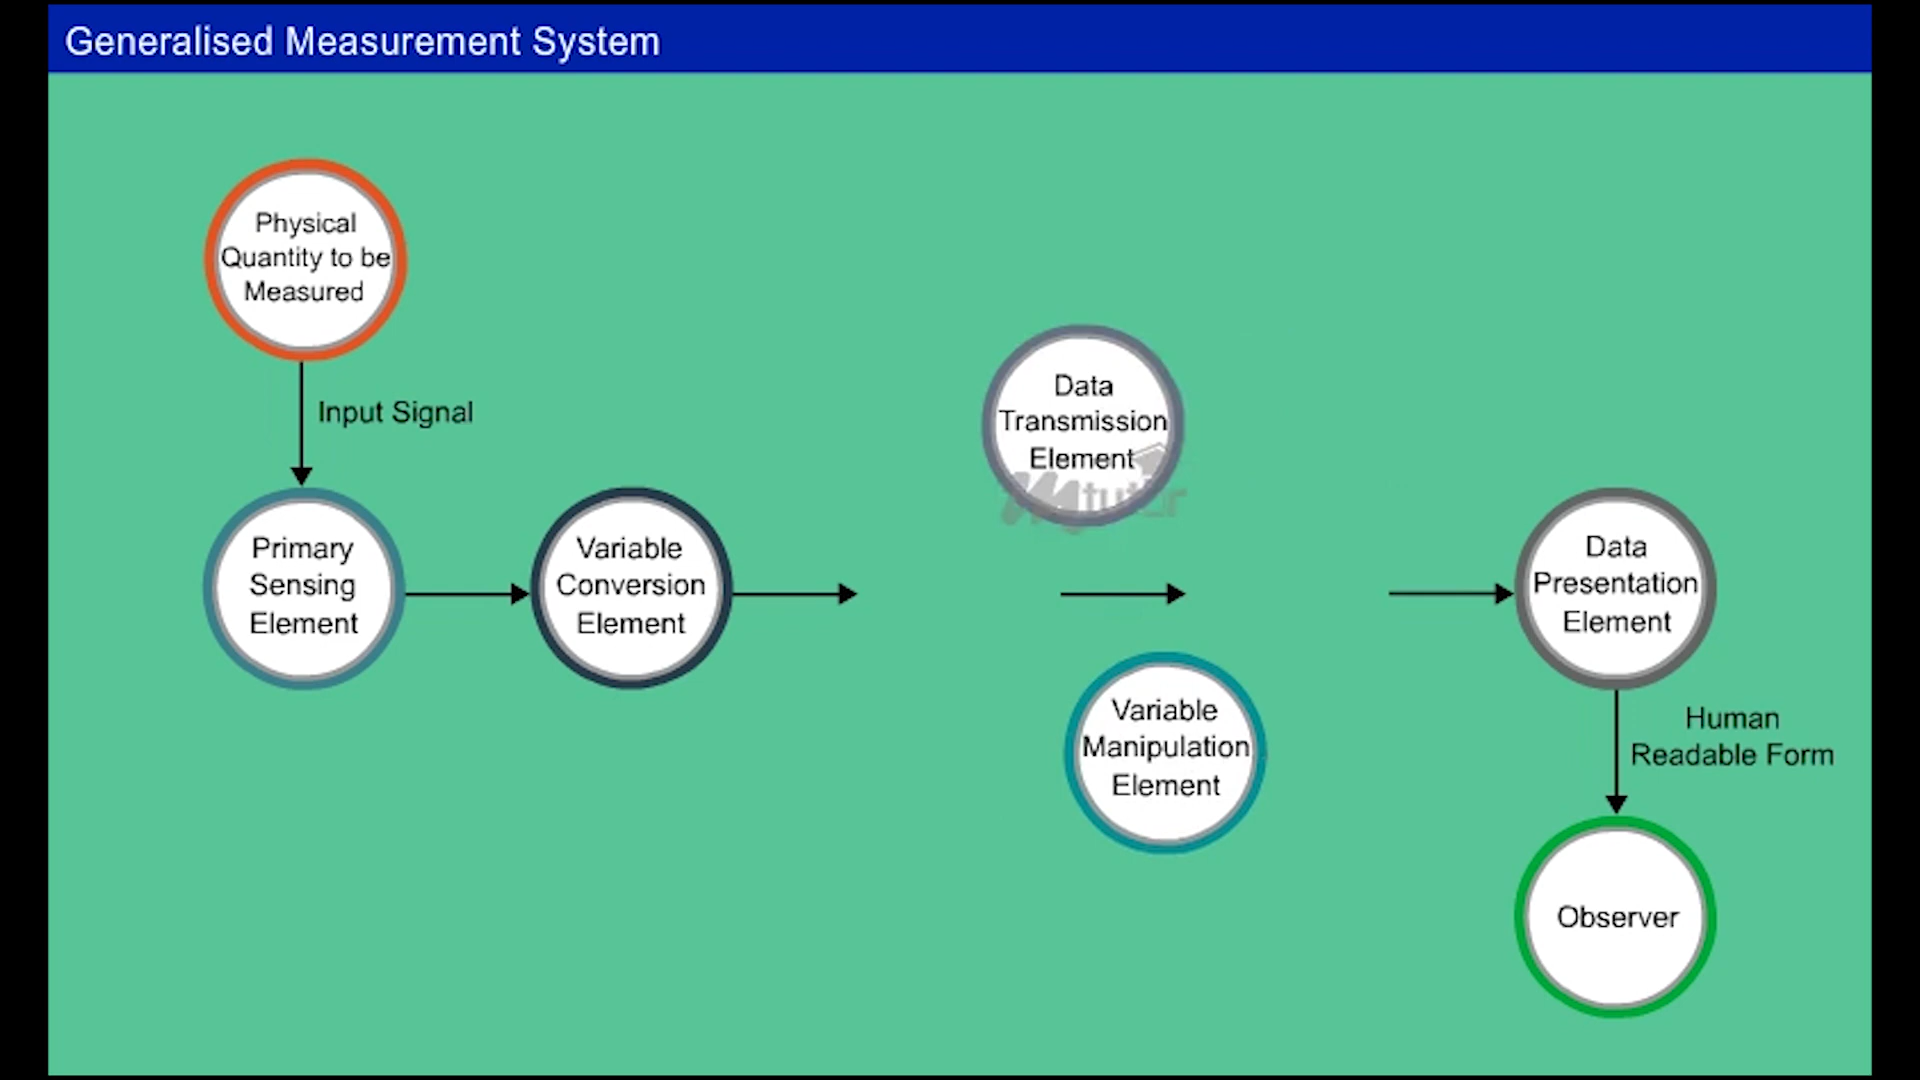 Generalised Measurement System
Physical
Quantity to be
Measured
Input Signal
Primary
Sensing
Element
Variable
Conversion
Element
Data
Transmission
Element
Mtutor
Variable
Manipulation
Element
Data
Presentation
Element
Human
Readable Form
Observer